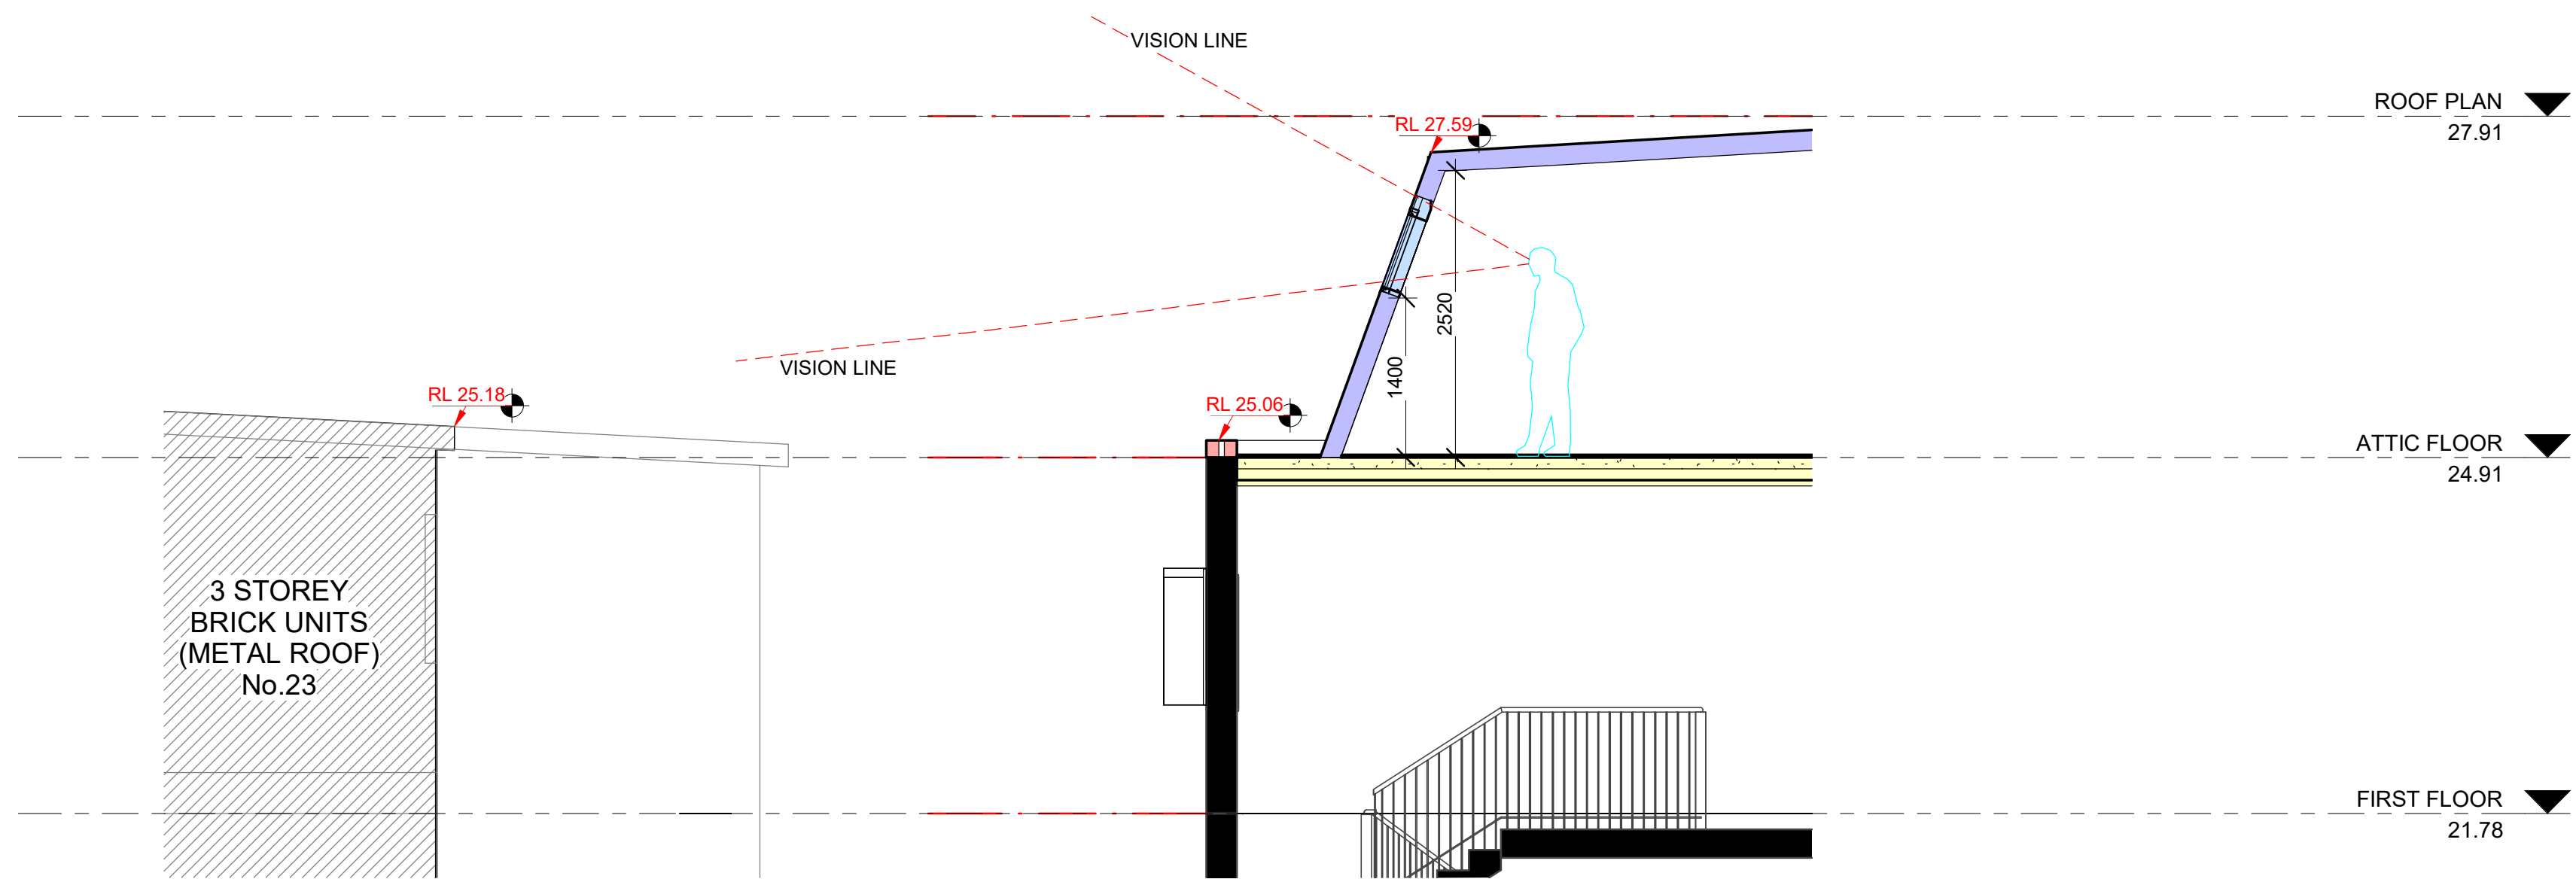 VISION LINE
ROOF PLAN
27.91
RL 27.59
2520
1400
VISION LINE
RL 25.18
RL 25.06
ATTIC FLOOR
24.91
3 STOREY
BRICK UNITS
(METAL ROOF)
No.23
FIRST FLOOR
21.78